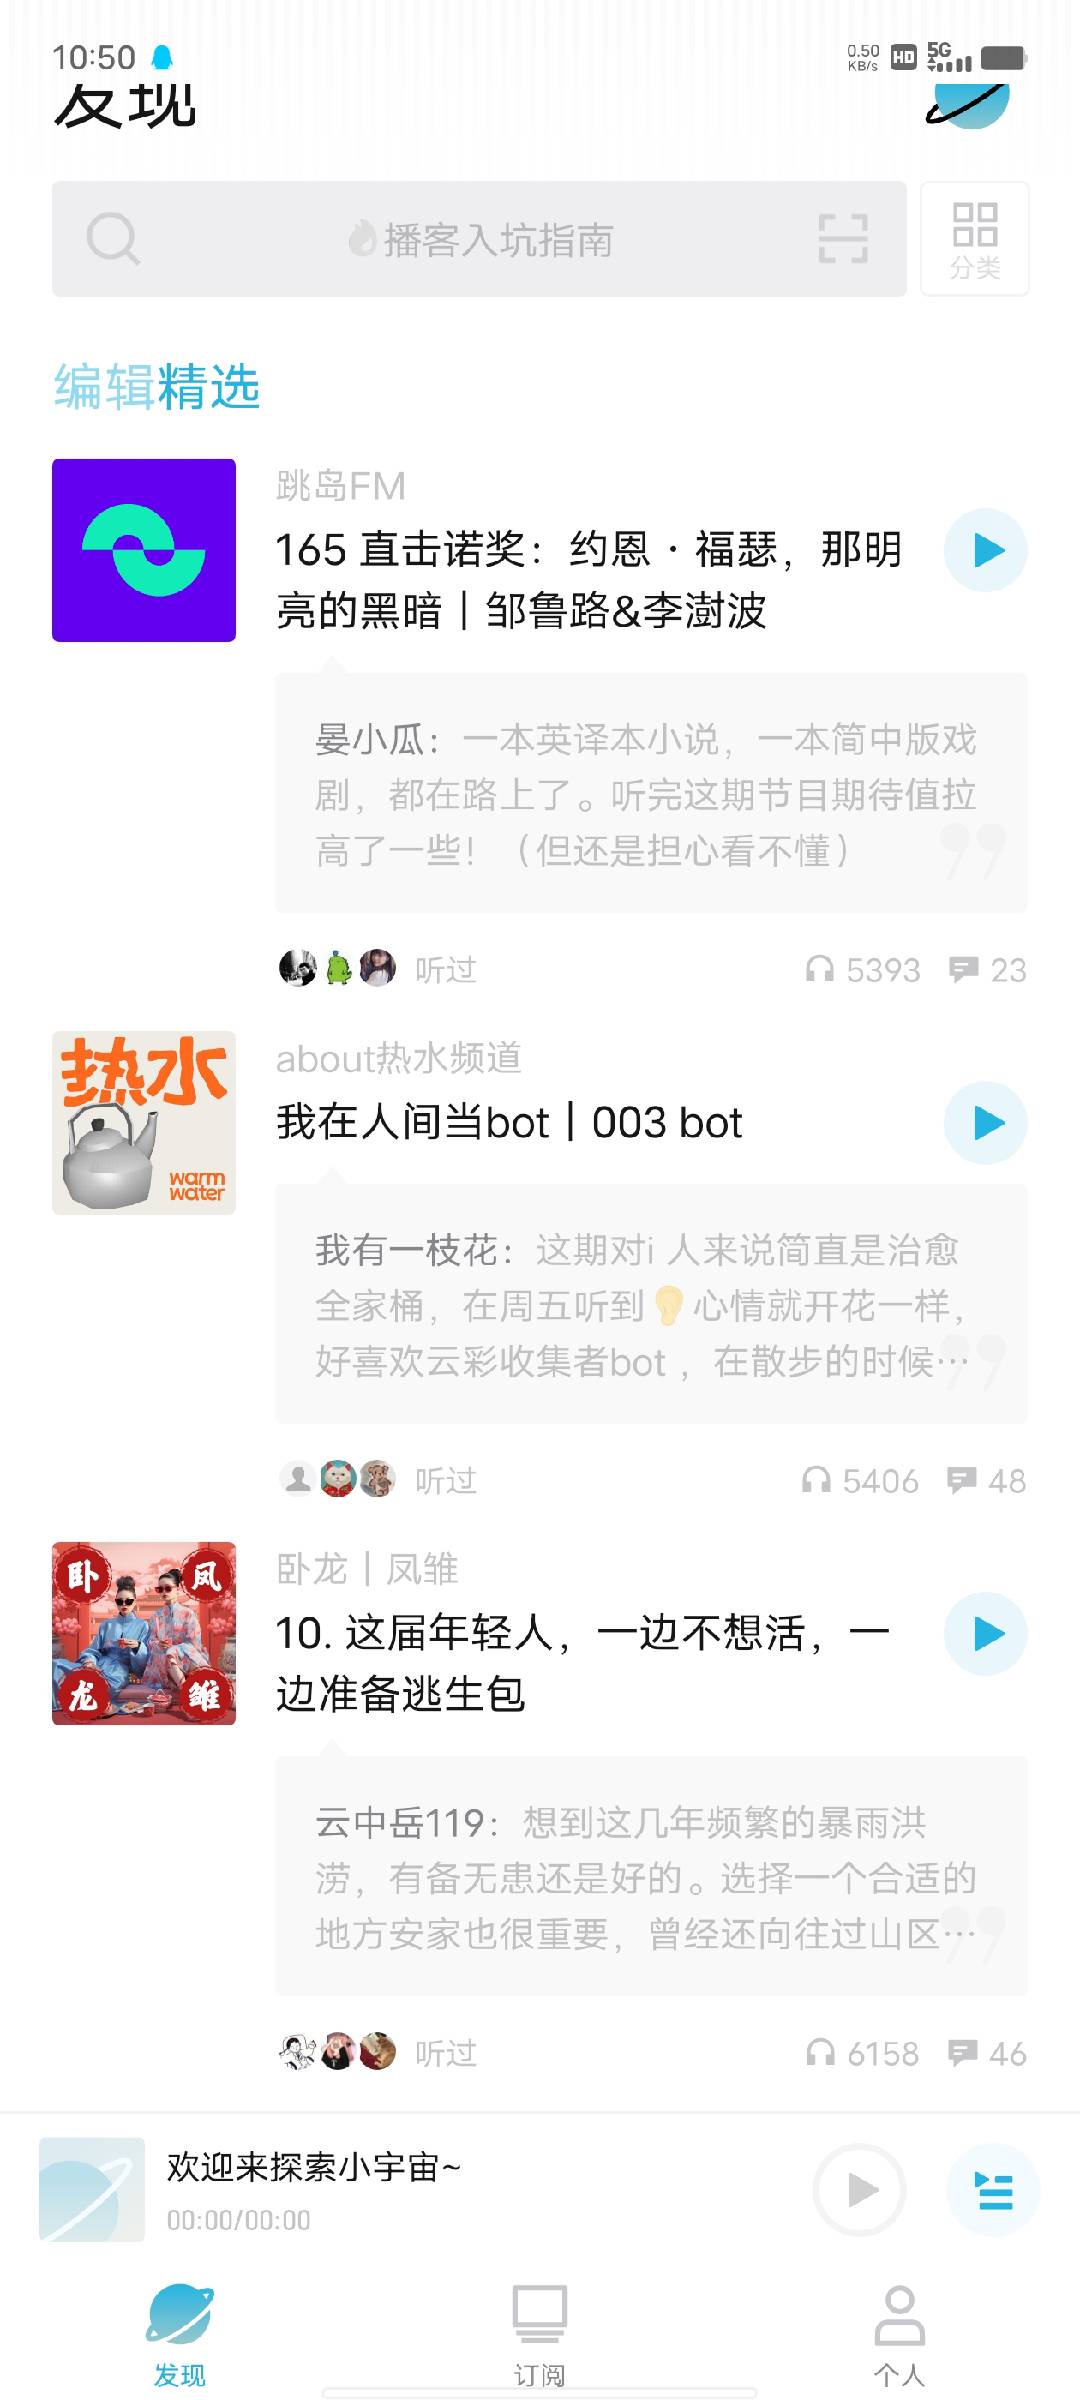 10:50
0.50 KB/s HD 5G
发现
播客入坑指南
分类
编辑精选
跳岛FM
165 直击诺奖：约恩·福瑟，那明
亮的黑暗｜邹鲁路&李澍波
晏小瓜：一本英译本小说，一本简中版戏
剧，都在路上了。听完这期节目期待值拉
高了一些！（但还是担心看不懂）
听过
5393
23
热水
warm
water
about热水频道
我在人间当bot｜003 bot
我有一枝花：这期对i 人来说简直是治愈
全家桶，在周五听到👂心情就开花一样，
好喜欢云彩收集者bot ，在散步的时候…
听过
5406
48
卧 凤
龙 雏
卧龙｜凤雏
10. 这届年轻人，一边不想活，一
边准备逃生包
云中岳119：想到这几年频繁的暴雨洪
涝，有备无患还是好的。选择一个合适的
地方安家也很重要，曾经还向往过山区…
听过
6158
46
欢迎来探索小宇宙~
00:00/00:00
发现
订阅
个人